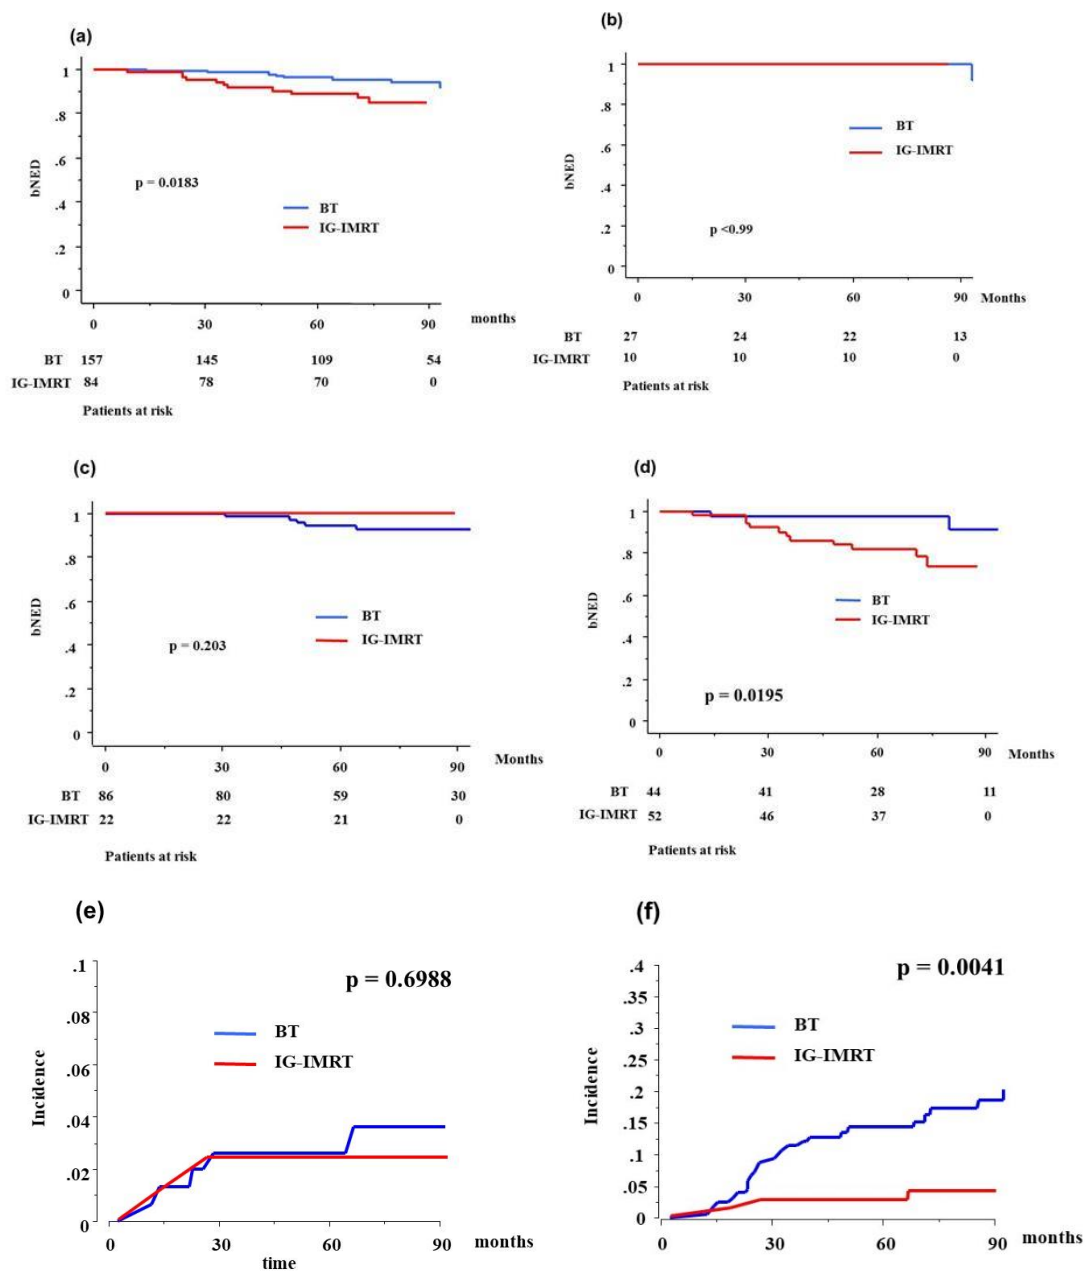 (a)
1
.8
.6
.4
.2
0
bNED
p = 0.0183
BT
IG-IMRT
0 30 60 90 months
BT 157 145 109 54
IG-IMRT 84 78 70 0
Patients at risk
(b)
1
.8
.6
.4
.2
0
bNED
BT
IG-IMRT
p <0.99
0 30 60 90 Months
BT 27 24 22 13
IG-IMRT 10 10 10 0
Patients at risk
(c)
1
.8
.6
.4
.2
0
bNED
BT
IG-IMRT
p = 0.203
0 30 60 90 Months
BT 86 80 59 30
IG-IMRT 22 22 21 0
Patients at risk
(d)
1
.8
.6
.4
.2
0
bNED
BT
IG-IMRT
p = 0.0195
0 30 60 90 Months
BT 44 41 28 11
IG-IMRT 52 46 37 0
Patients at risk
(e)
.1
.08
.06
.04
.02
0
Incidence
p = 0.6988
BT
IG-IMRT
0 30 60 90 months
time
(f)
.4
.35
.3
.25
.2
.15
.1
.05
0
Incidence
p = 0.0041
BT
IG-IMRT
0 30 60 90 months